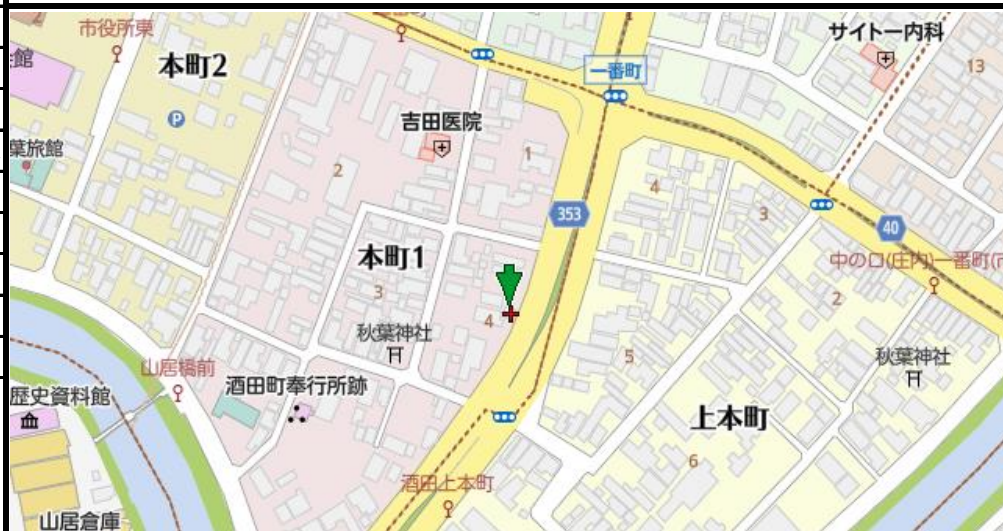 市役所東
本町2
館
葉旅館
P
吉田医院
2
1
一番町
サイトー内科
13
353
4
3
40
本町1
3
4
秋葉神社
中の口(庄内)一番町(市
2
山居橋前
酒田町奉行所跡
5
秋葉神社
歴史資料館
上本町
6
酒田上本町
山居倉庫